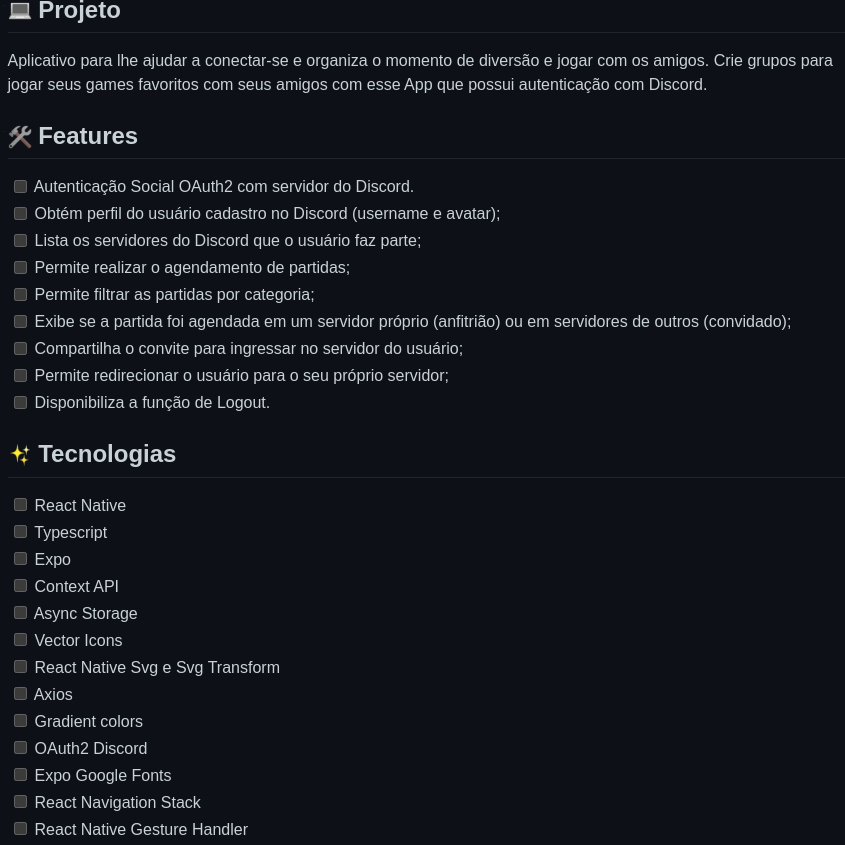 Projeto
Aplicativo para lhe ajudar a conectar-se e organiza o momento de diversão e jogar com os amigos. Crie grupos para
jogar seus games favoritos com seus amigos com esse App que possui autenticação com Discord.
Features
Autenticação Social OAuth2 com servidor do Discord.
Obtém perfil do usuário cadastro no Discord (username e avatar);
Lista os servidores do Discord que o usuário faz parte;
Permite realizar o agendamento de partidas;
Permite filtrar as partidas por categoria;
Exibe se a partida foi agendada em um servidor próprio (anfitrião) ou em servidores de outros (convidado);
Compartilha o convite para ingressar no servidor do usuário;
Permite redirecionar o usuário para o seu próprio servidor;
Disponibiliza a função de Logout.
Tecnologias
React Native
Typescript
Expo
Context API
Async Storage
Vector Icons
React Native Svg e Svg Transform
Axios
Gradient colors
OAuth2 Discord
Expo Google Fonts
React Navigation Stack
React Native Gesture Handler